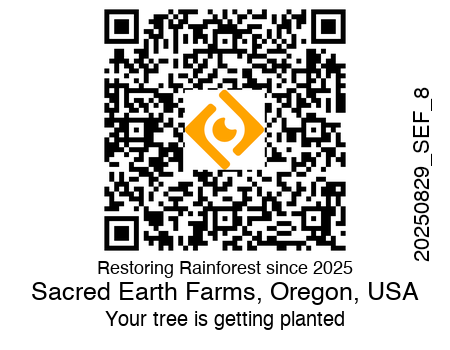 20250829_SEF_8
Restoring Rainforest since 2025
Sacred Earth Farms, Oregon, USA
Your tree is getting planted